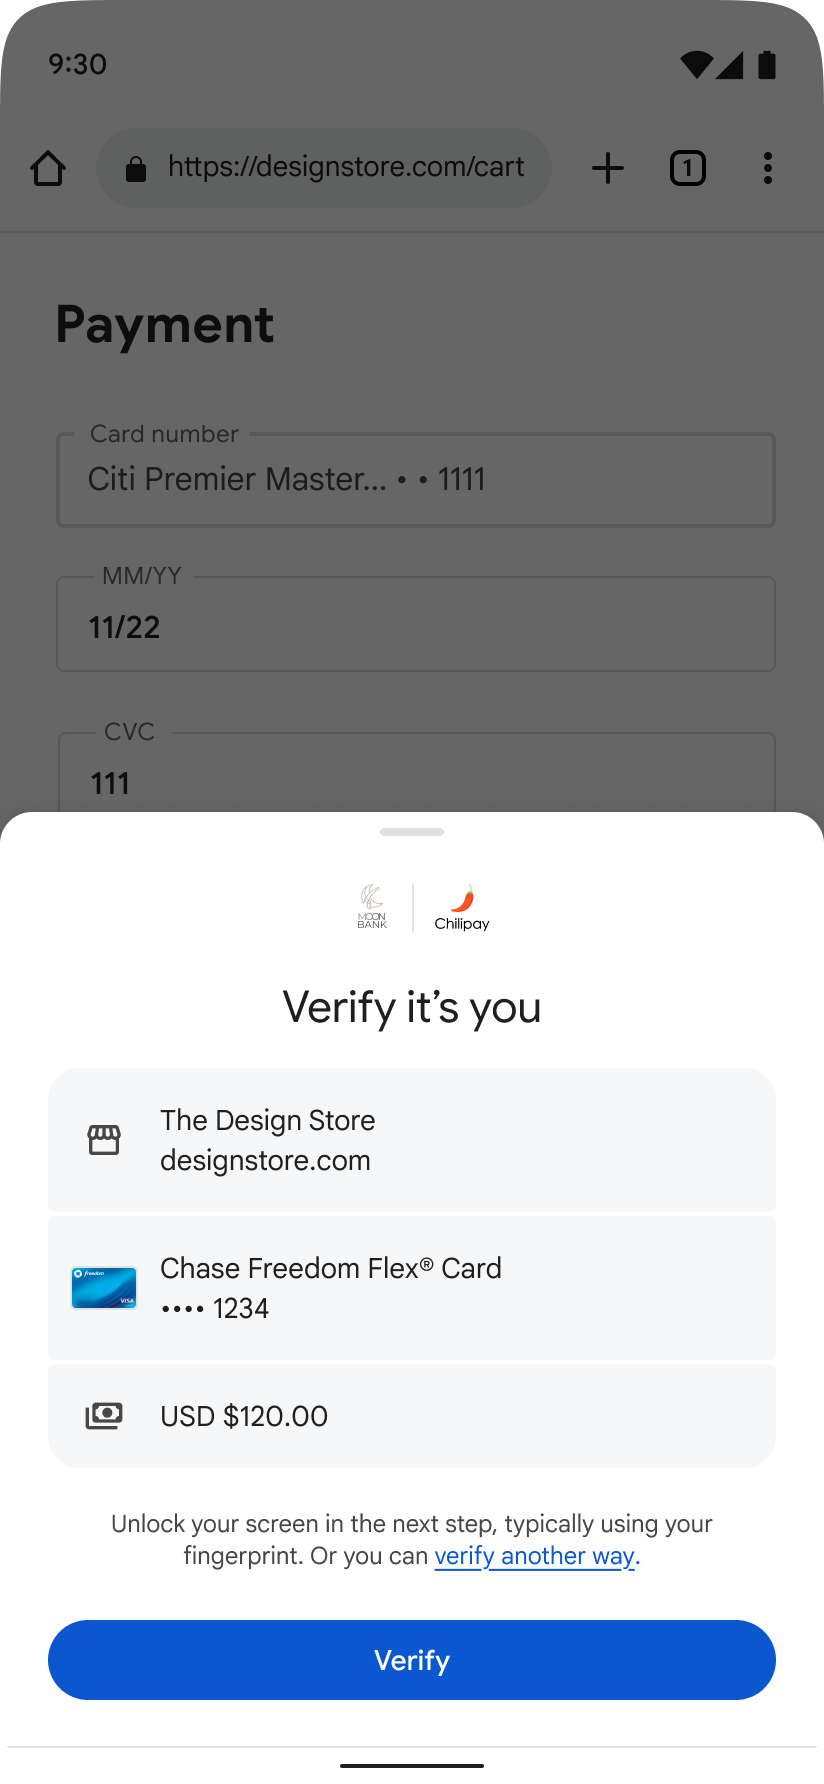 9:30
https://designstore.com/cart
1
Payment
Card number
Citi Premier Master... • • 1111
MM/YY
11/22
CVC
111
MOON
BANK
Chilipay
Verify it’s you
The Design Store
designstore.com
freedom
VISA
Chase Freedom Flex® Card
•••• 1234
USD $120.00
Unlock your screen in the next step, typically using your
fingerprint. Or you can verify another way.
Verify